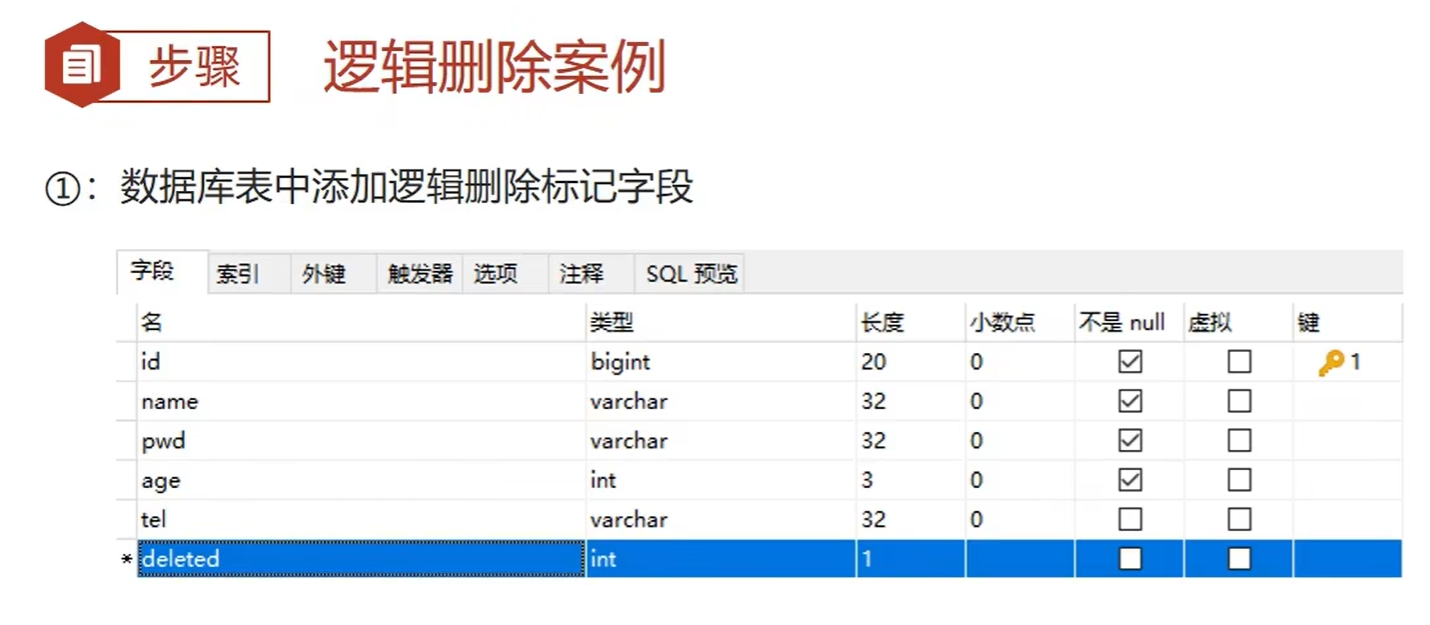 步骤 逻辑删除案例
①：数据库表中添加逻辑删除标记字段
字段 索引 外键 触发器 选项 注释 SQL 预览
名 类型 长度 小数点 不是 null 虚拟 键
id bigint 20 0 1
name varchar 32 0
pwd varchar 32 0
age int 3 0
tel varchar 32 0
* deleted int 1